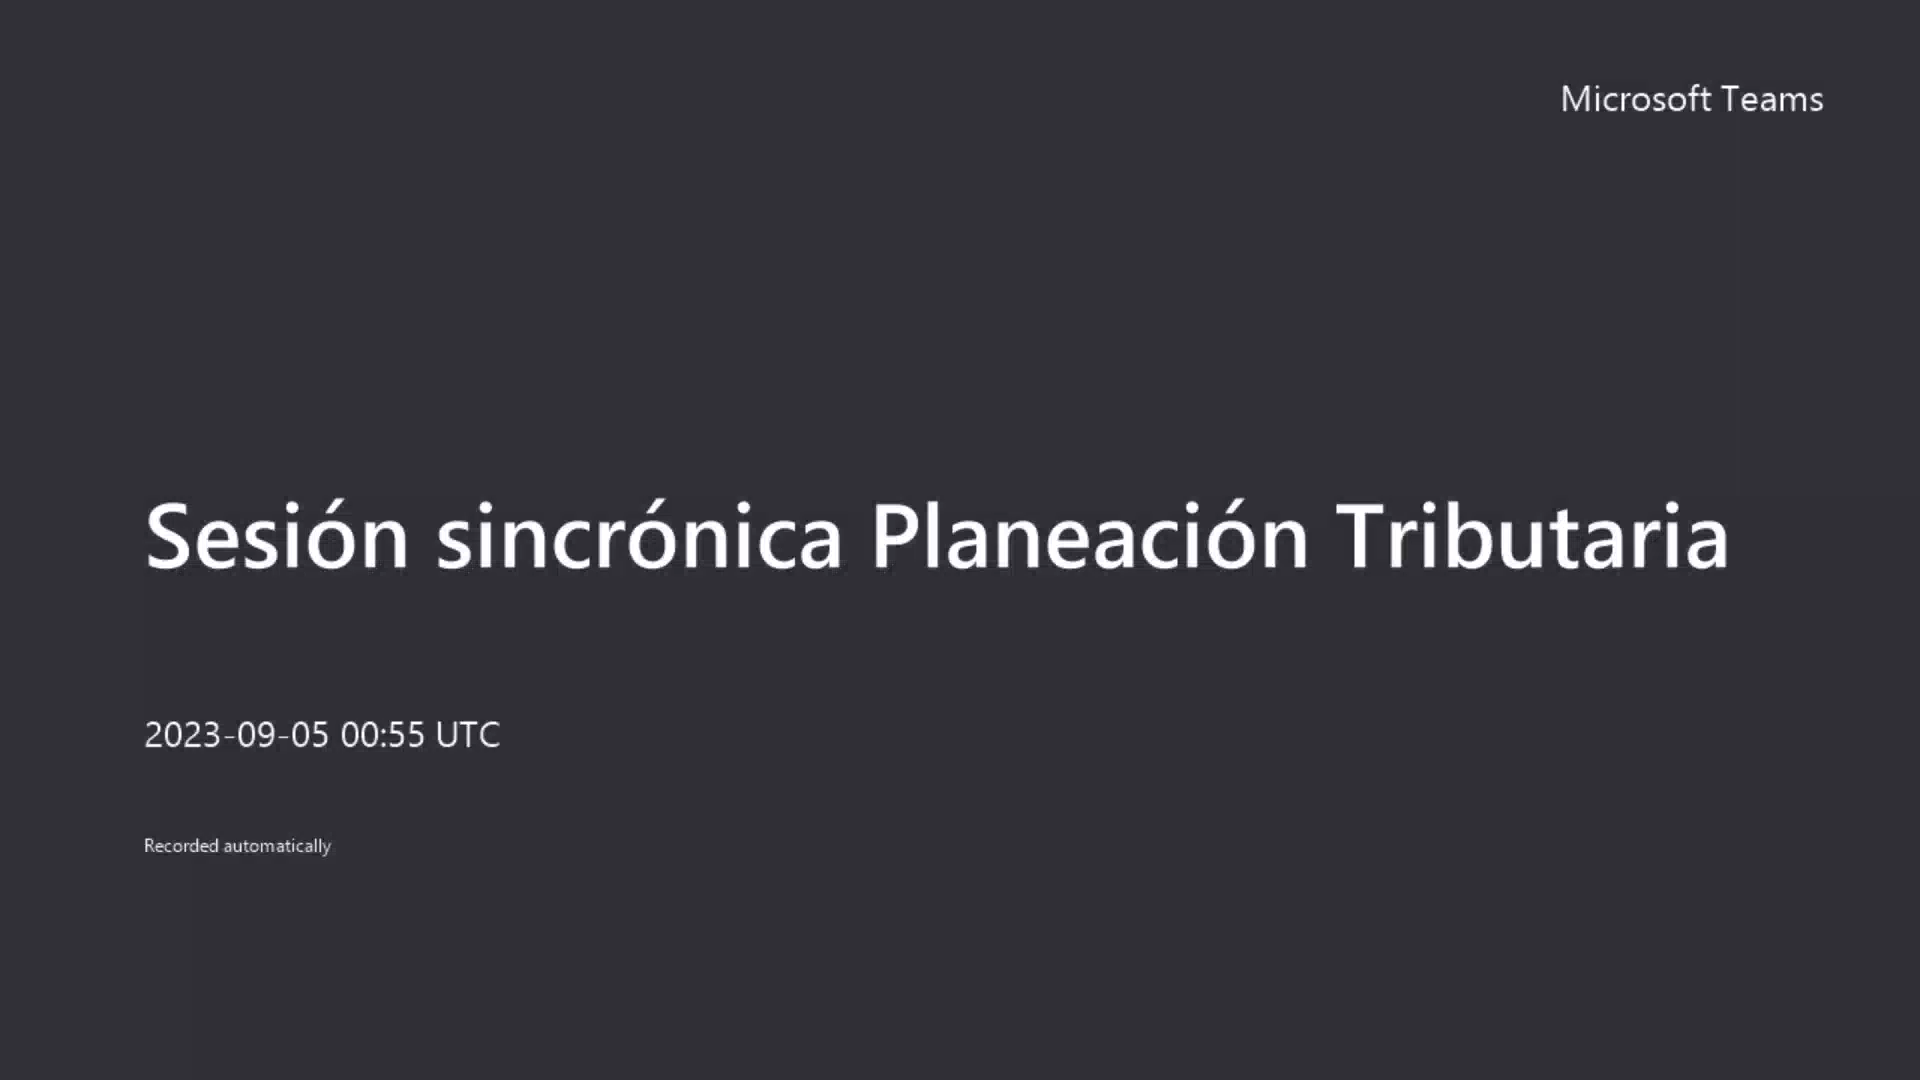 Microsoft Teams
Sesión sincrónica Planeación Tributaria
2023-09-05 00:55 UTC
Recorded automatically